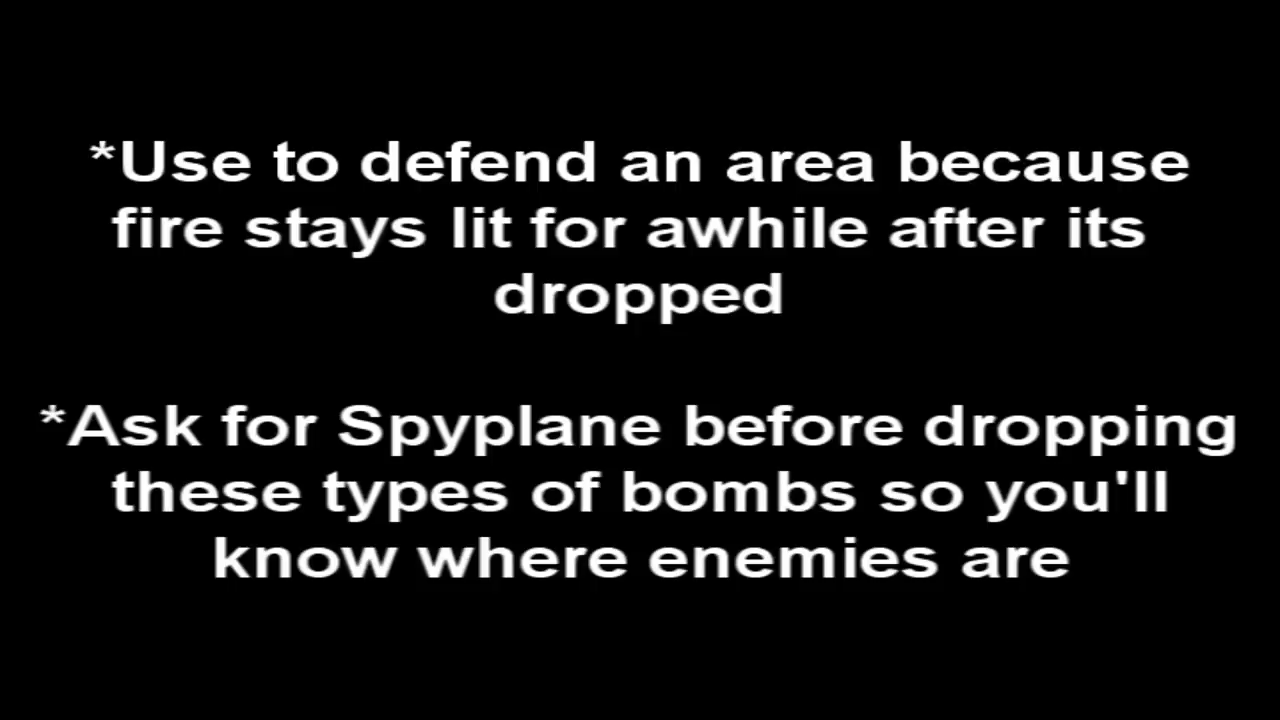 *Use to defend an area because
fire stays lit for awhile after its
dropped
*Ask for Spyplane before dropping
these types of bombs so you'll
know where enemies are